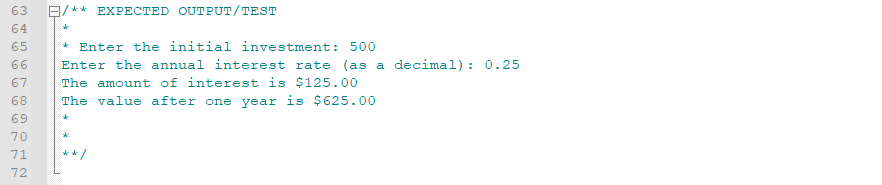 63 /** EXPECTED OUTPUT/TEST
64 *
65 * Enter the initial investment: 500
66 Enter the annual interest rate (as a decimal): 0.25
67 The amount of interest is $125.00
68 The value after one year is $625.00
69 *
70 *
71 **/
72